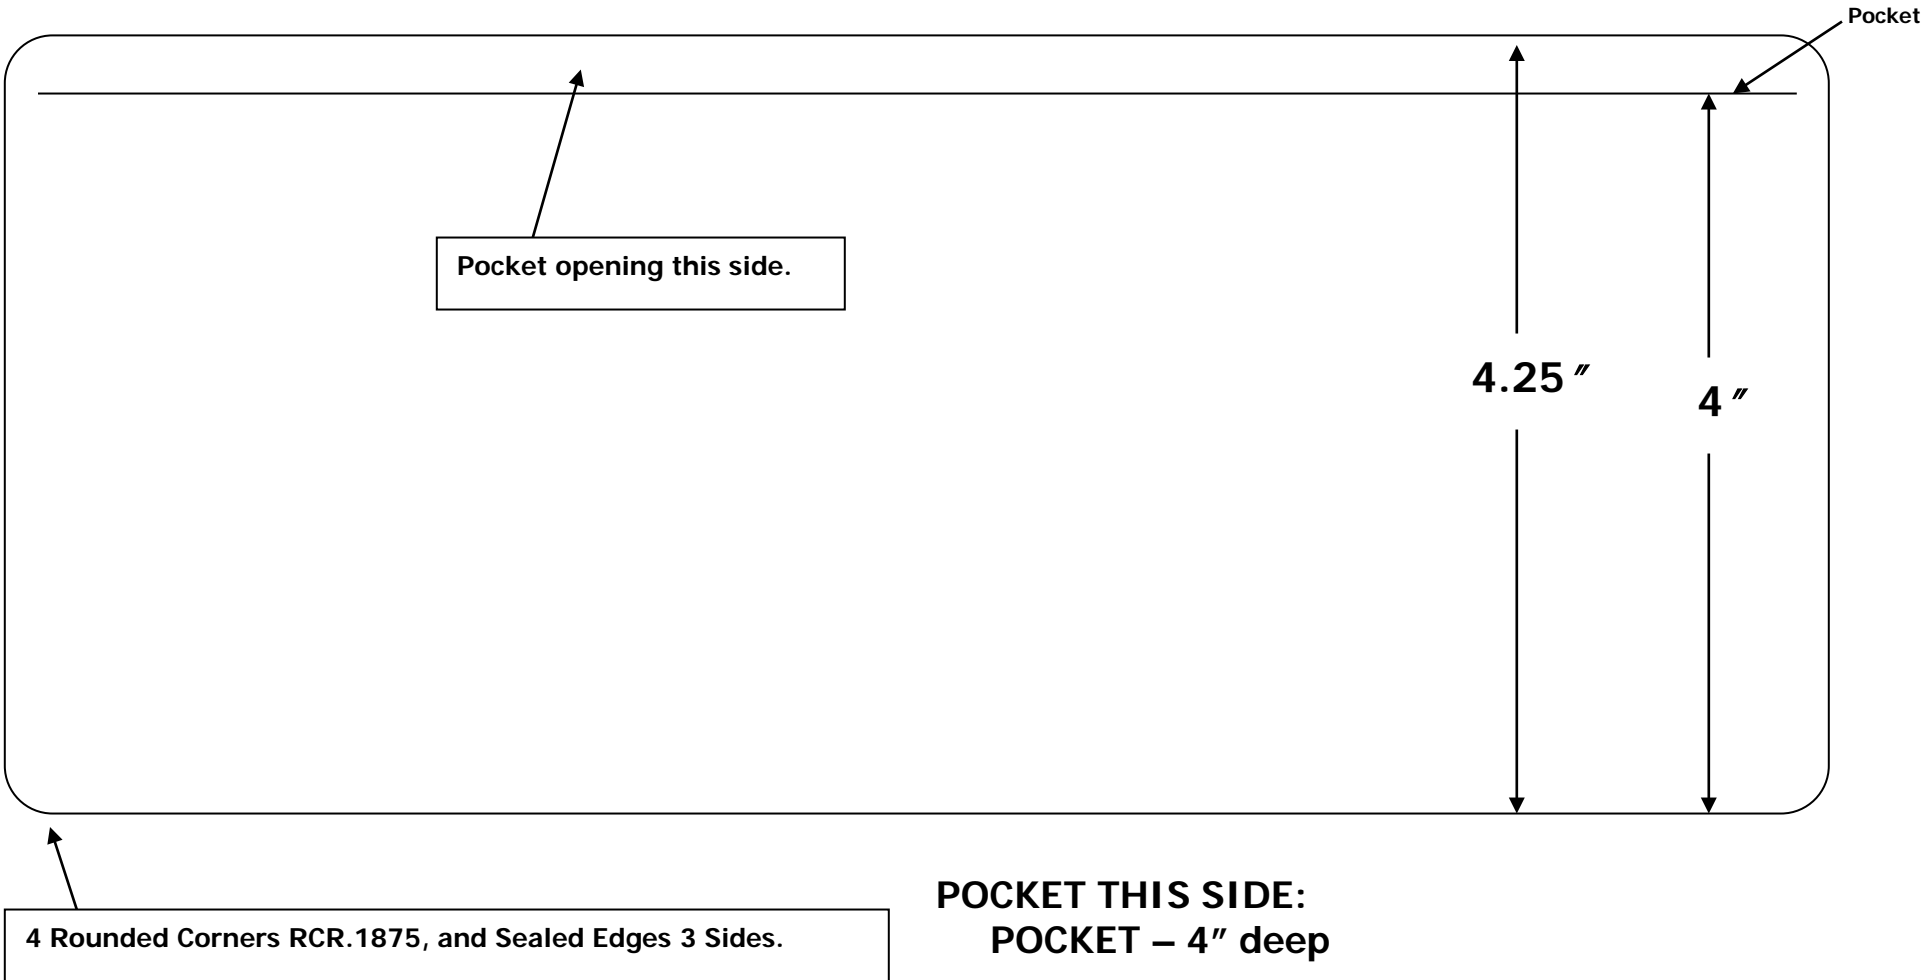 Pocket
Pocket opening this side.
4.25″
4″
4 Rounded Corners RCR.1875, and Sealed Edges 3 Sides.
POCKET THIS SIDE:
POCKET – 4″ deep